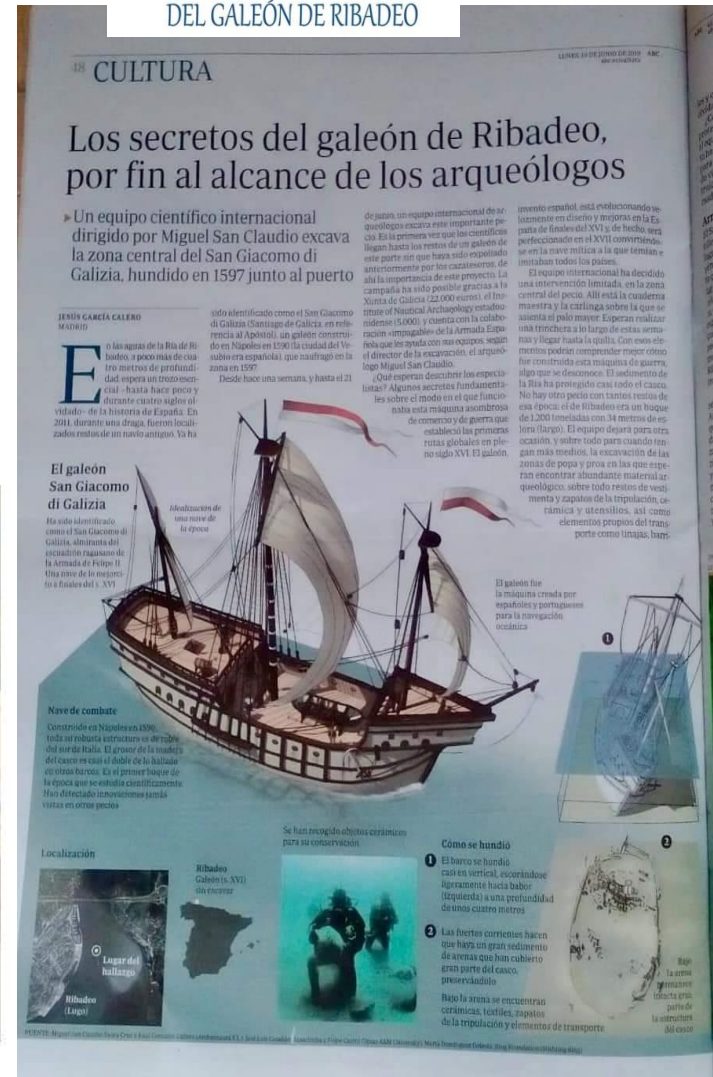 DEL GALEÓN DE RIBADEO
48 CULTURA
LUNES, DE JUNIO DE ABC
Los secretos del galeón de Ribadeo,
por fin al alcance de los arqueólogos
Un equipo científico internacional
dirigido por Miguel San Claudio excava
la zona central del San Giacomo di
Galizia, hundido en 1597 junto al puerto
JESÚS GARCÍA CALERO
MADRID
En las aguas de la Ría de Ri-
badeo, a poco más de cua-
tro metros de profundi-
dad espera un trozo esen-
cial –hasta hace poco y
durante cuatro siglos ol-
vidado– de la historia de España. En
2011, durante una draga, fueron locali-
zados restos de un navío antiguo. Ya ha
sido identificado como el San Giacomo
di Galizia (Santiago de Galicia, en refe-
rencia al Apóstol), un galeón construi-
do en Nápoles en 1590 (la ciudad del Ve-
subio era española), que naufragó en la
zona en 1597.
Desde hace una semana, y hasta el 21
de junio, un equipo internacional de ar-
queólogos excava este importante pe-
cio. Es la primera vez que los científicos
llegan hasta los restos de un galeón de
este porte sin que haya sido expoliado
anteriormente por los cazatesoros, de
ahí la importancia de este proyecto. La
campaña ha sido posible gracias a la
Xunta de Galicia (22.000 euros), el Ins-
titute of Nautical Archaeology estadou-
nidense (5.000), y cuenta con la colabo-
ración «impagable» de la Armada Espa-
ñola que les ayuda con sus equipos, según
el director de la excavación, el arqueó-
logo Miguel San Claudio.
¿Qué esperan descubrir los especia-
listas? Algunos secretos fundamenta-
les sobre el modo en el que funcio-
naba esta máquina asombrosa
de comercio y de guerra que
estableció las primeras
rutas globales en ple-
no siglo XVI. El galeón,
invento español, está evolucionando ve-
lozmente en diseño y mejoras en la Es-
paña de finales del XVI y, de hecho, será
perfeccionado en el XVII convirtiéndo-
se en la nave mítica a la que temían e
imitaban todos los países.
El equipo internacional ha decidido
una intervención limitada, en la zona
central del pecio. Allí está la cuaderna
maestra y la carlinga sobre la que se
asienta el palo mayor. Esperan realizar
una trinchera a lo largo de estas sema-
nas y llegar hasta la quilla. Con esos ele-
mentos podrán comprender mejor cómo
fue construida esta máquina de guerra,
algo que se desconoce. El sedimento de
la Ría ha protegido casi todo el casco.
No hay otro pecio con tantos restos de
esa época; el de Ribadeo era un buque
de 1.200 toneladas con 34 metros de es-
lora (largo). El equipo dejará para otra
ocasión, y sobre todo para cuando ten-
gan más medios, la excavación de las
zonas de popa y proa en las que espe-
ran encontrar abundante material ar-
queológico, sobre todo restos de vesti-
menta y zapatos de la tripulación, ce-
rámica y utensilios, así como
elementos propios del trans-
porte como tinajas, barri-
El galeón
San Giacomo
di Galizia
Ha sido identificado
como el San Giacomo di
Galizia, almiranta del
escuadrón ragusano de
la Armada de Felipe II.
Una nave de lo mejorci-
to a finales del s. XVI
Idealización de
una nave de
la época
El galeón fue
la máquina creada por
españoles y portugueses
para la navegación
oceánica
1
Nave de combate
Construido en Nápoles en 1590,
toda su robusta estructura es de roble
del sur de Italia. El grosor de la madera
del casco es casi el doble de lo hallado
en otros barcos. Es el primer buque de
la época que se estudia científicamente.
Han detectado innovaciones jamás
vistas en otros pecios
Localización
Lugar del
hallazgo
Ribadeo
(Lugo)
Ribadeo
Galeón (s. XVI)
sin excavar
Se han recogido objetos cerámicos
para su conservación
Cómo se hundió
1 El barco se hundió
casi en vertical, escorándose
ligeramente hacia babor
(izquierda) a una profundidad
de unos cuatro metros
2 Las fuertes corrientes hacen
que haya un gran sedimento
de arenas que han cubierto
gran parte del casco,
preservándolo
Bajo la arena se encuentran
cerámicas, textiles, zapatos
de la tripulación y elementos de transporte
2
Bajo
la arena
permanece
intacta gran
parte de
la estructura
del casco
FUENTE: Miguel San Claudio Santa Cruz